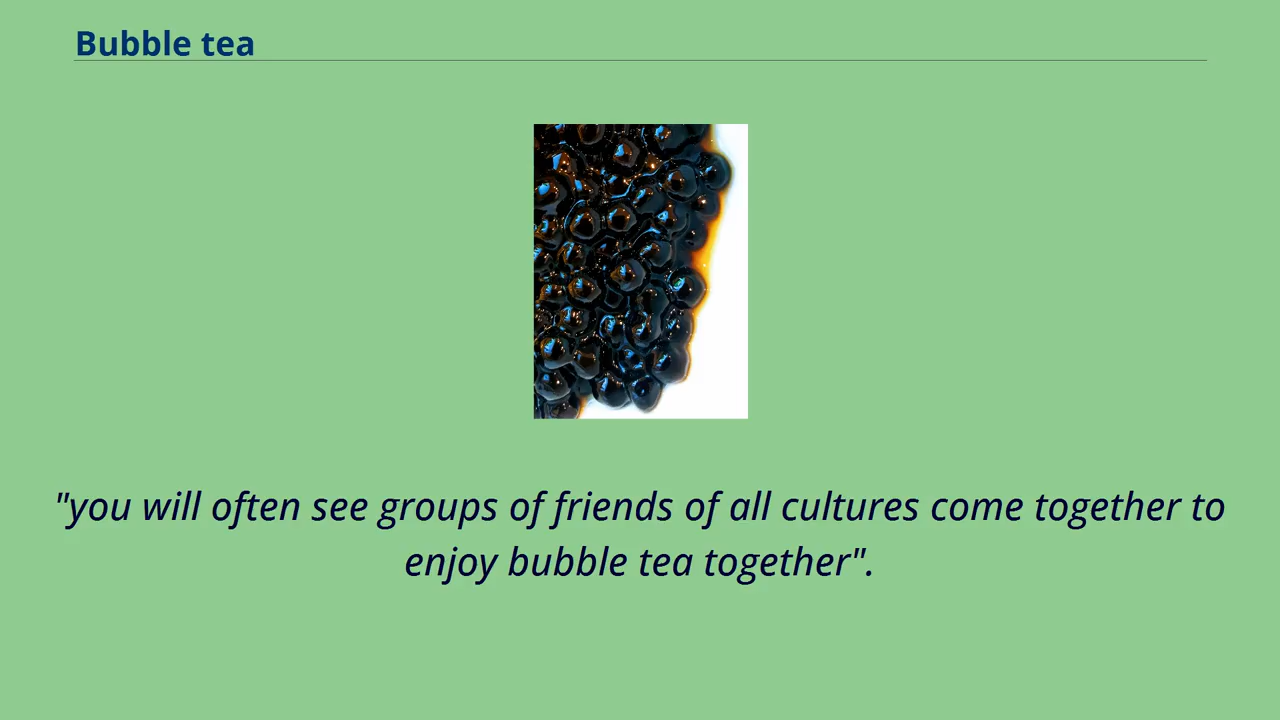 Bubble tea
"you will often see groups of friends of all cultures come together to
enjoy bubble tea together".